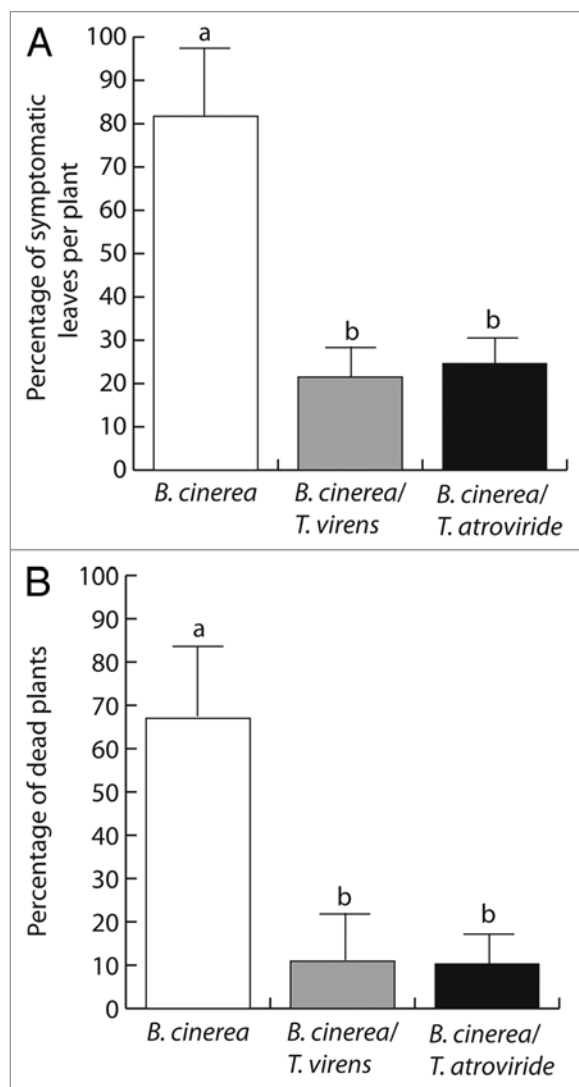 A
Percentage of symptomatic
leaves per plant
100
90
80
70
60
50
40
30
20
10
0
a
b
b
B. cinerea
B. cinerea/
T. virens
B. cinerea/
T. atroviride
B
Percentage of dead plants
100
90
80
70
60
50
40
30
20
10
0
a
b
b
B. cinerea
B. cinerea/
T. virens
B. cinerea/
T. atroviride